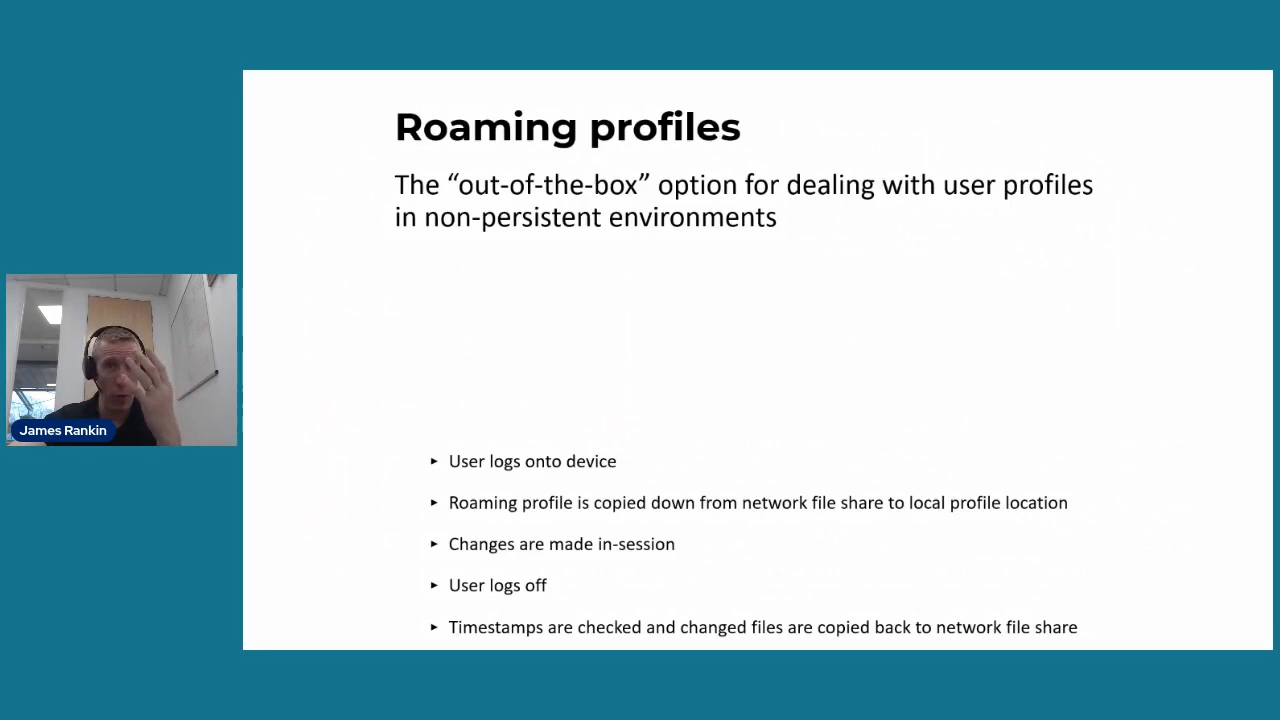 Roaming profiles
The “out-of-the-box” option for dealing with user profiles
in non-persistent environments
James Rankin
▸ User logs onto device
▸ Roaming profile is copied down from network file share to local profile location
▸ Changes are made in-session
▸ User logs off
▸ Timestamps are checked and changed files are copied back to network file share